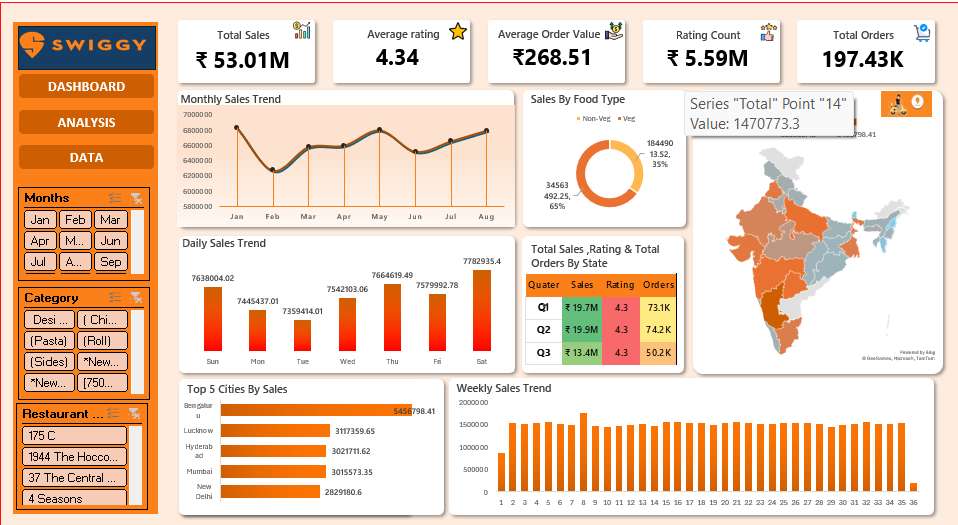 SWIGGY
DASHBOARD
ANALYSIS
DATA
Months
Jan Feb Mar
Apr M... Jun
Jul A... Sep
Category
Desi ... ( Chi...
(Pasta) (Roll)
(Sides) *New...
*New... [750...
Restaurant ...
175 C
1944 The Hocco...
37 The Central ...
4 Seasons
Total Sales
₹ 53.01M
Average rating
4.34
Average Order Value
₹268.51
Rating Count
₹ 5.59M
Total Orders
197.43K
Monthly Sales Trend
70000000
68000000
66000000
64000000
62000000
60000000
58000000
Jan Feb Mar Apr May Jun Jul Aug
Sales By Food Type
Non-Veg Veg
184490
13.52,
35%
34563
492.25,
65%
Series "Total" Point "14"
Value: 1470773.3
798.41
Powered by Bing
© GeoNames, Microsoft, TomTom
Daily Sales Trend
7638004.02
7445437.01
7359414.01
7542103.06
7664619.49
7579992.78
7782935.4
Sun Mon Tue Wed Thu Fri Sat
Total Sales ,Rating & Total
Orders By State
Quater Sales Rating Orders
Q1 ₹ 19.7M 4.3 73.1K
Q2 ₹ 19.9M 4.3 74.2K
Q3 ₹ 13.4M 4.3 50.2K
Top 5 Cities By Sales
Bengalur
u
5456798.41
Lucknow 3117359.65
Hyderab
ad
3021711.62
Mumbai 3015573.35
New
Delhi
2829180.6
Weekly Sales Trend
2000000
1500000
1000000
500000
0
1 2 3 4 5 6 7 8 9 10 11 12 13 14 15 16 17 18 19 20 21 22 23 24 25 26 27 28 29 30 31 32 33 34 35 36